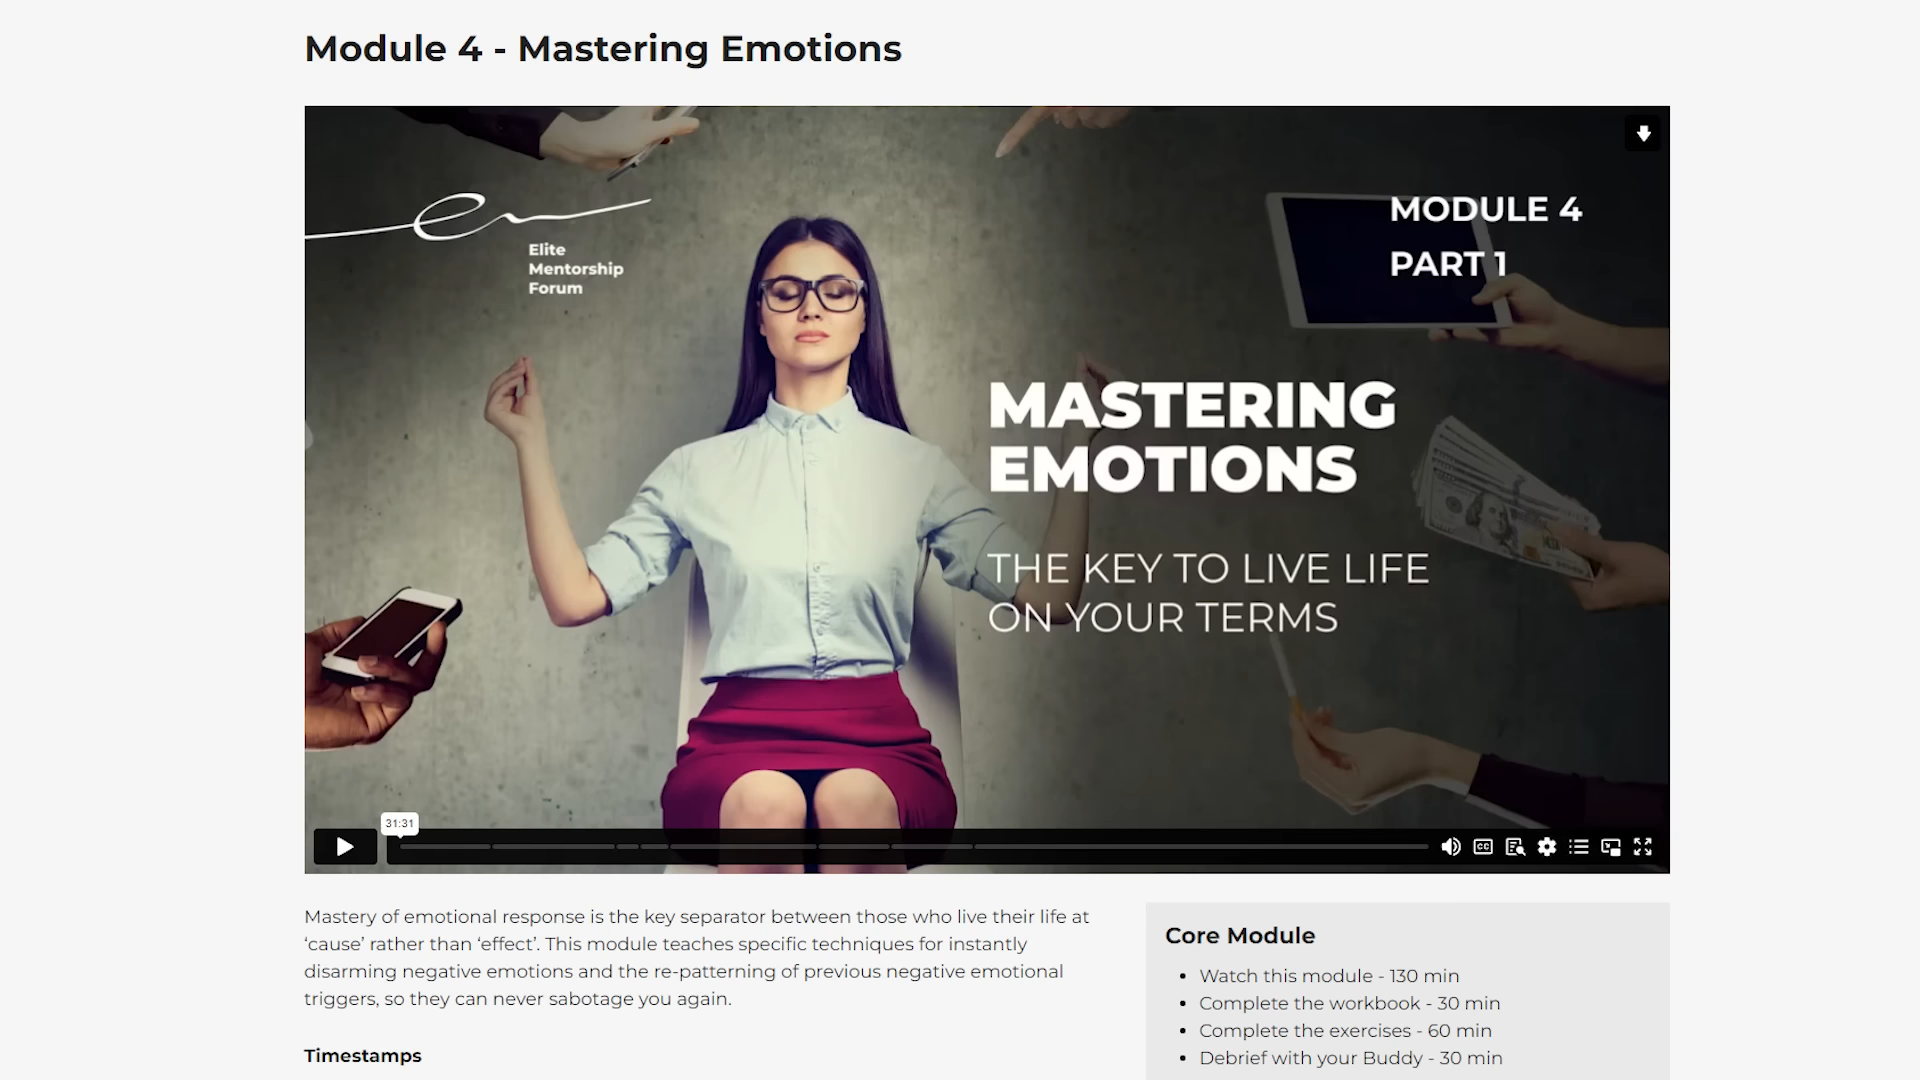 Module 4 - Mastering Emotions
Elite
Mentorship
Forum
MODULE 4
PART 1
MASTERING
EMOTIONS
THE KEY TO LIVE LIFE
ON YOUR TERMS
31:31
CC
Mastery of emotional response is the key separator between those who live their life at
‘cause’ rather than ‘effect’. This module teaches specific techniques for instantly
disarming negative emotions and the re-patterning of previous negative emotional
triggers, so they can never sabotage you again.
Timestamps
Core Module
• Watch this module - 130 min
• Complete the workbook - 30 min
• Complete the exercises - 60 min
• Debrief with your Buddy - 30 min